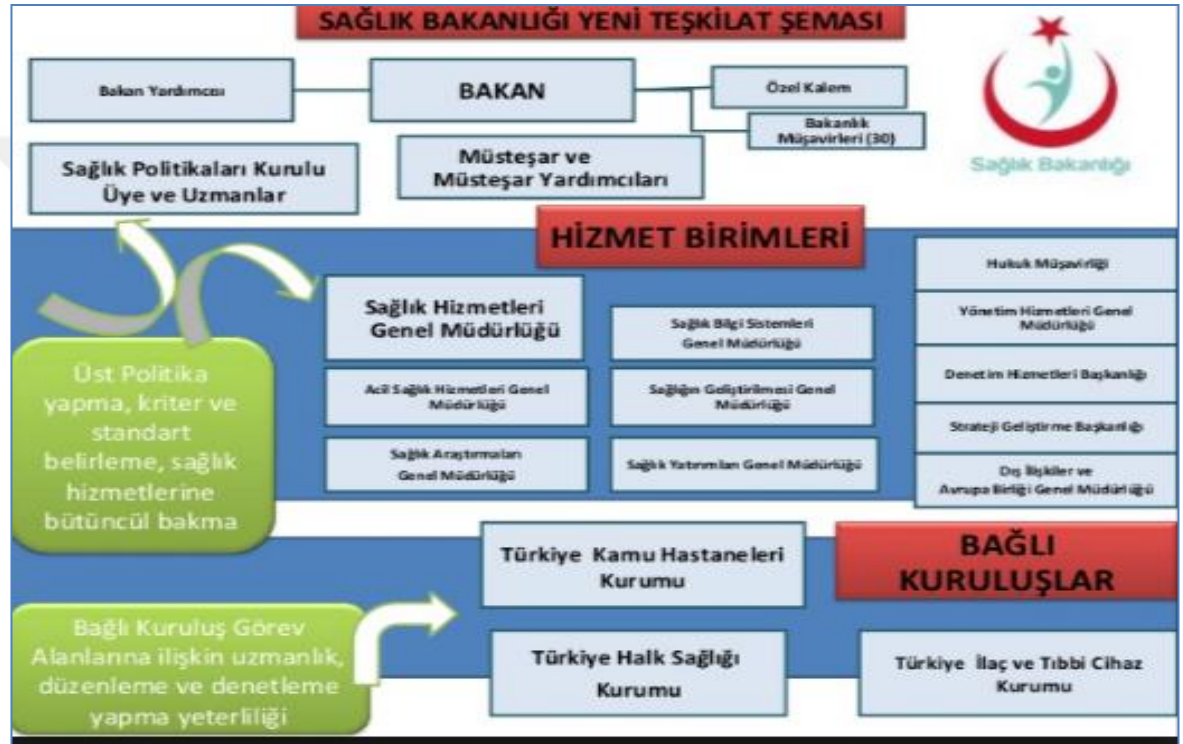 SAĞLIK BAKANLIĞI YENİ TEŞKİLAT ŞEMASI
Bakan Yardımcısı
BAKAN
Özel Kalem
Bakanlık
Müşavirleri (30)
Sağlık Bakanlığı
Sağlık Politikaları Kurulu
Üye ve Uzmanlar
Müsteşar ve
Müsteşar Yardımcıları
HİZMET BİRİMLERİ
Sağlık Hizmetleri
Genel Müdürlüğü
Sağlık Bilgi Sistemleri
Genel Müdürlüğü
Acil Sağlık Hizmetleri Genel
Müdürlüğü
Sağlığın Geliştirilmesi Genel
Müdürlüğü
Sağlık Araştırmaları
Genel Müdürlüğü
Sağlık Yatırımları Genel Müdürlüğü
Hukuk Müşavirliği
Yönetim Hizmetleri Genel
Müdürlüğü
Denetim Hizmetleri Başkanlığı
Strateji Geliştirme Başkanlığı
Dış İlişkiler ve
Avrupa Birliği Genel Müdürlüğü
Üst Politika
yapma, kriter ve
standart
belirleme, sağlık
hizmetlerine
bütüncül bakma
BAĞLI
KURULUŞLAR
Türkiye Kamu Hastaneleri
Kurumu
Bağlı Kuruluş Görev
Alanlarına ilişkin uzmanlık,
düzenleme ve denetleme
yapma yeterliliği
Türkiye Halk Sağlığı
Kurumu
Türkiye İlaç ve Tıbbi Cihaz
Kurumu